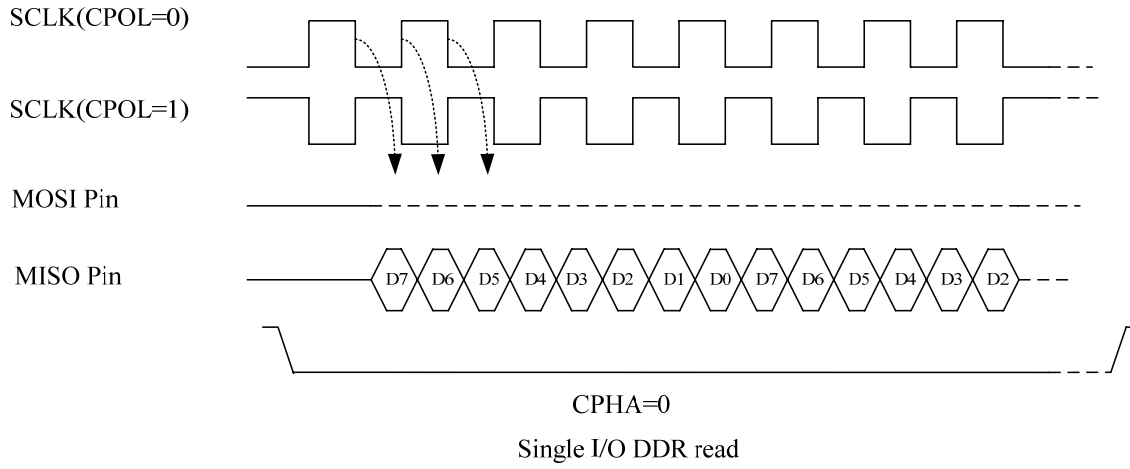 SCLK(CPOL=0)
SCLK(CPOL=1)
MOSI Pin
MISO Pin
D7 D6 D5 D4 D3 D2 D1 D0 D7 D6 D5 D4 D3 D2
CPHA=0
Single I/O DDR read